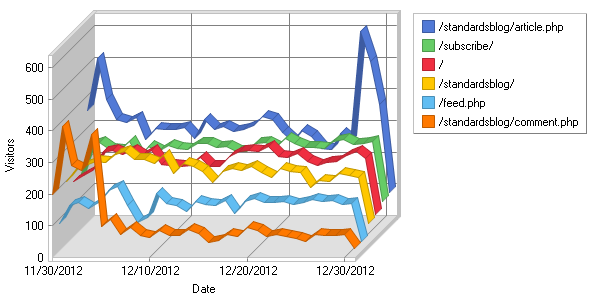 /standardsblog/article.php
/subscribe/
/
/standardsblog/
/feed.php
/standardsblog/comment.php
Visitors
600
500
400
300
200
100
0
11/30/2012 12/10/2012 12/20/2012 12/30/2012
Date